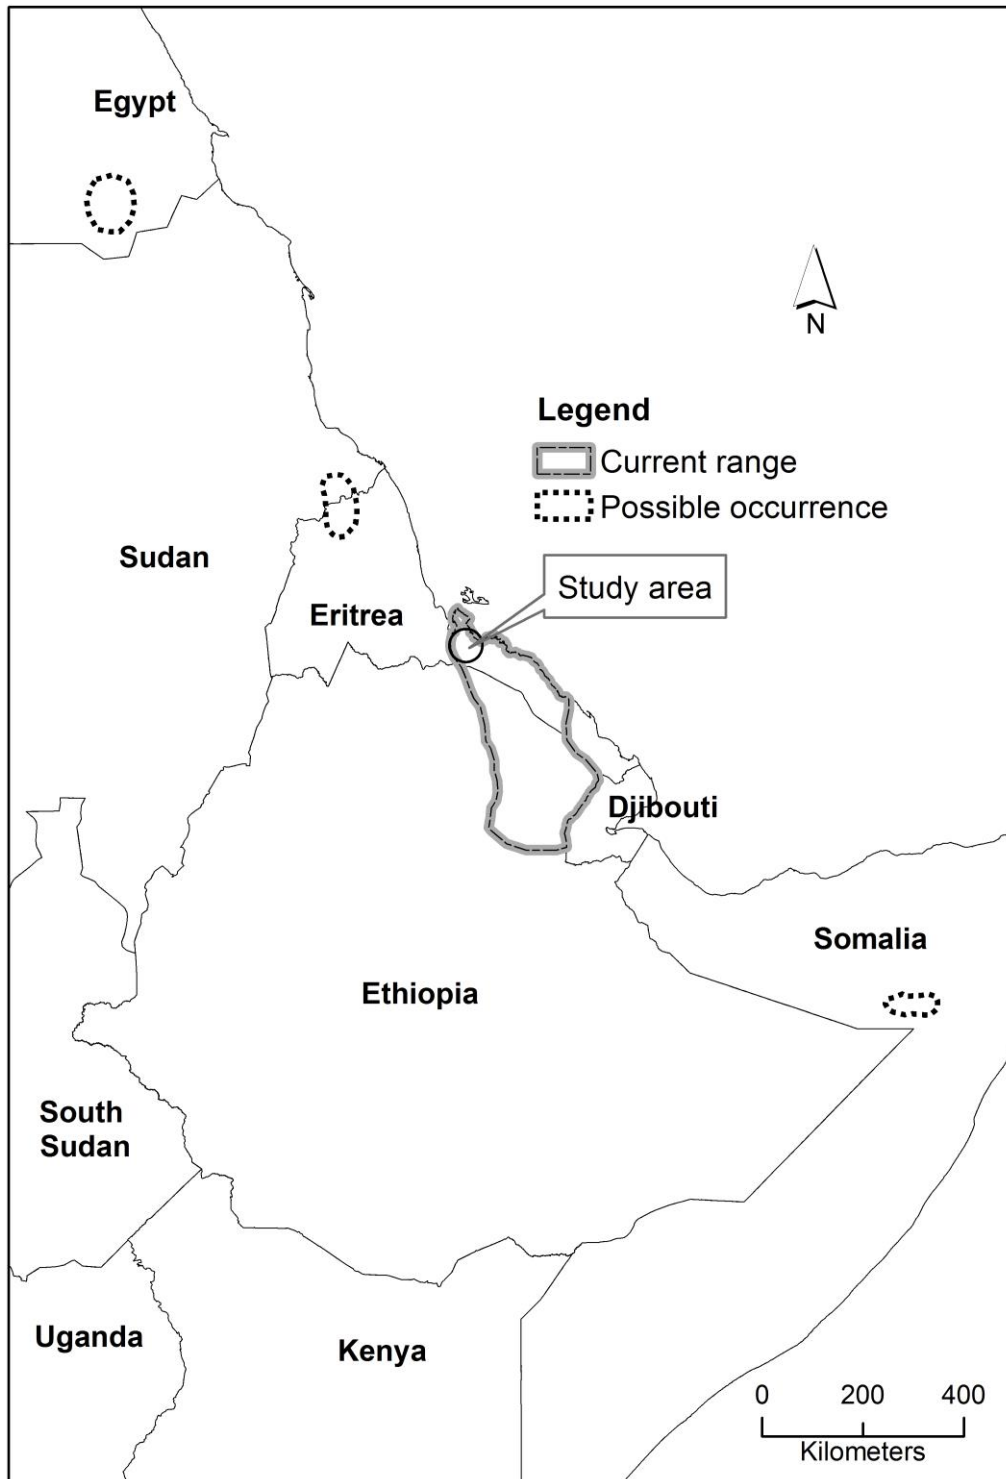 Egypt
N
Legend
Current range
Possible occurrence
Sudan
Study area
Eritrea
Djibouti
Somalia
Ethiopia
South
Sudan
Uganda
Kenya
0 200 400
Kilometers